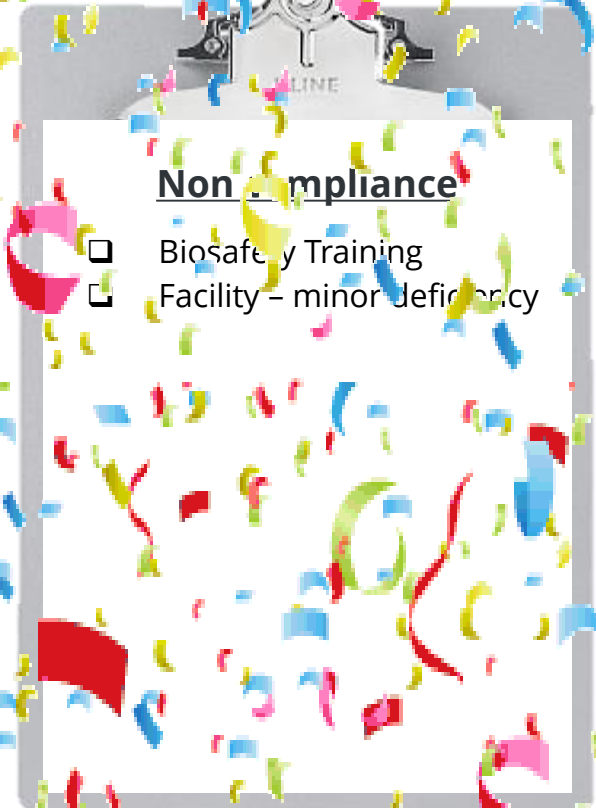 Non compliance
❑ Biosafety Training
❑ Facility – minor deficiency